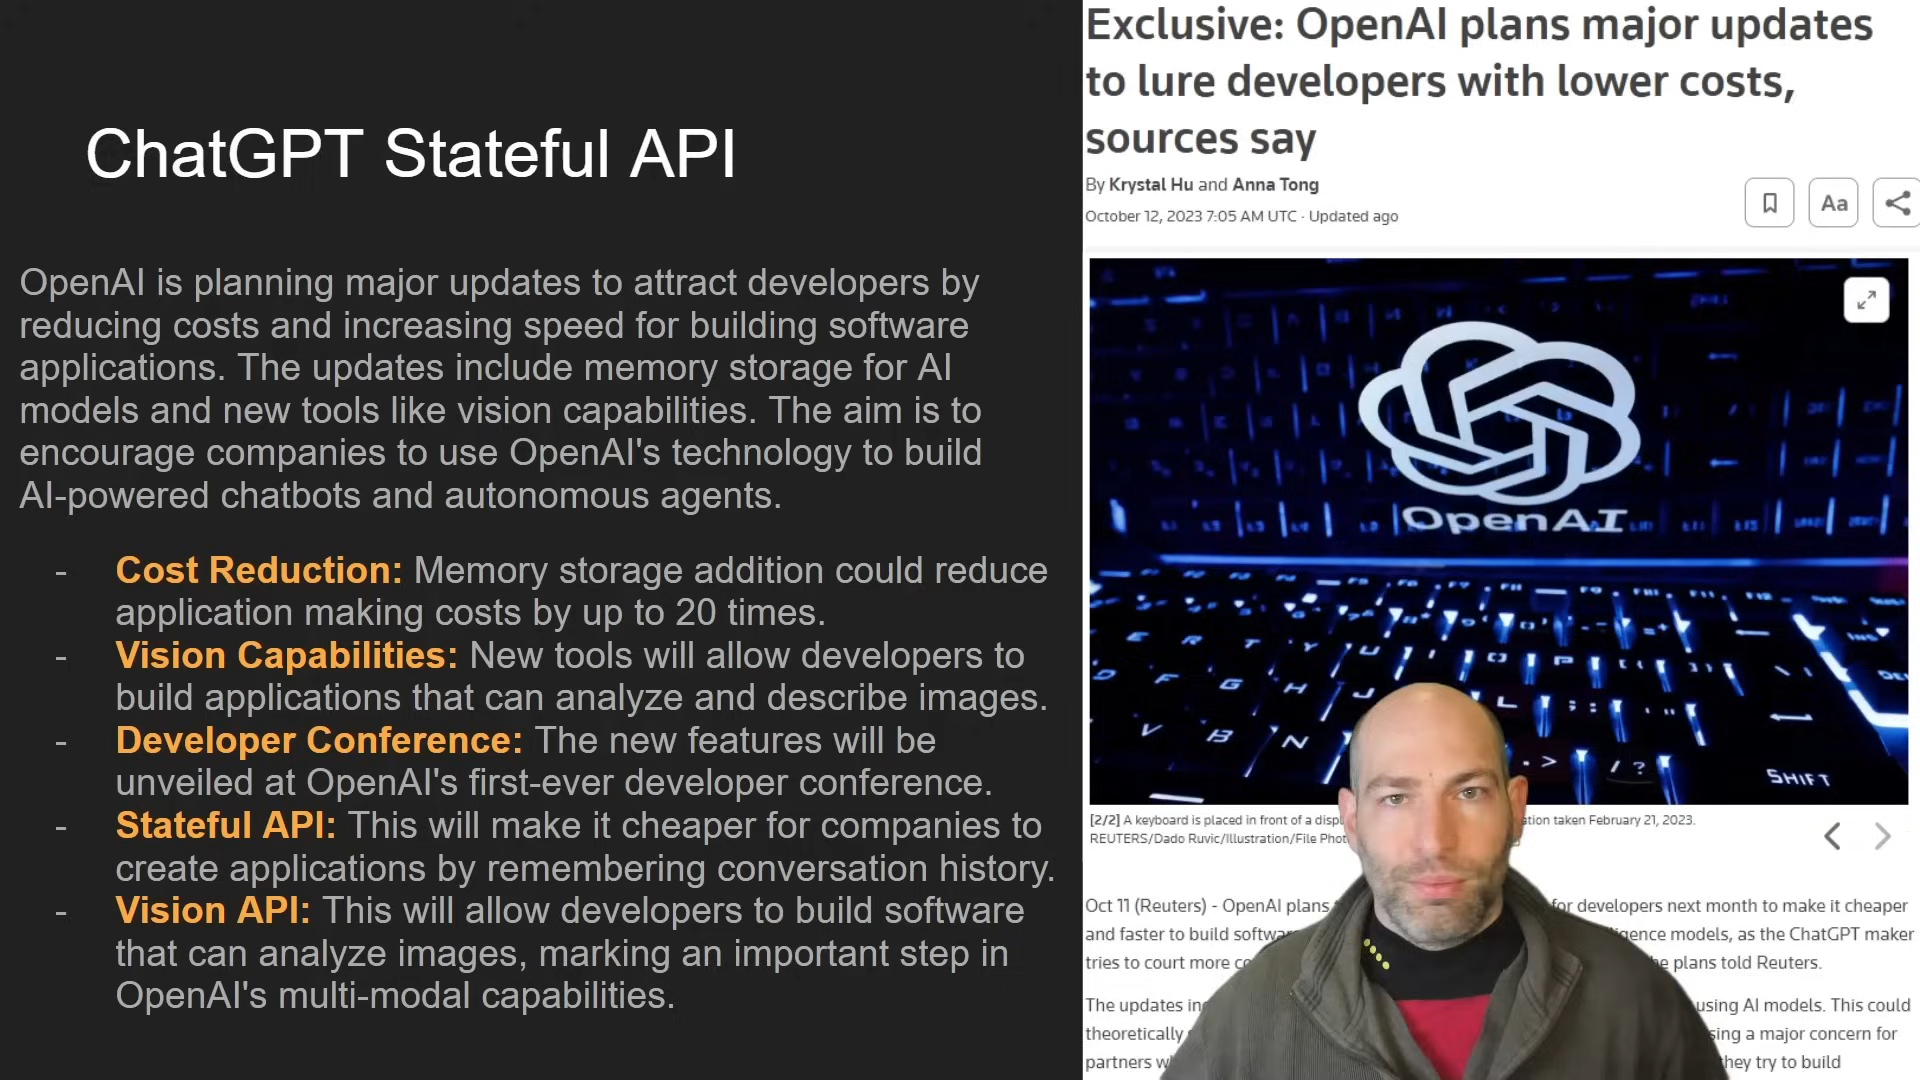 ChatGPT Stateful API
OpenAI is planning major updates to attract developers by
reducing costs and increasing speed for building software
applications. The updates include memory storage for AI
models and new tools like vision capabilities. The aim is to
encourage companies to use OpenAI's technology to build
AI-powered chatbots and autonomous agents.
- Cost Reduction: Memory storage addition could reduce
application making costs by up to 20 times.
- Vision Capabilities: New tools will allow developers to
build applications that can analyze and describe images.
- Developer Conference: The new features will be
unveiled at OpenAI's first-ever developer conference.
- Stateful API: This will make it cheaper for companies to
create applications by remembering conversation history.
- Vision API: This will allow developers to build software
that can analyze images, marking an important step in
OpenAI's multi-modal capabilities.
Exclusive: OpenAI plans major updates
to lure developers with lower costs,
sources say
By Krystal Hu and Anna Tong
October 12, 2023 7:05 AM UTC · Updated ago
Aa
OpenAI
SHIFT
[2/2] A keyboard is placed in front of a taken February 21, 2023.
REUTERS/Dado Ruvic/Illustration/File
Oct 11 (Reuters) - OpenAI plans for developers next month to make it cheaper
and faster to build models, as the ChatGPT maker
tries to court more plans told Reuters.
The updates using AI models. This could
theoretically a major concern for
partners they try to build